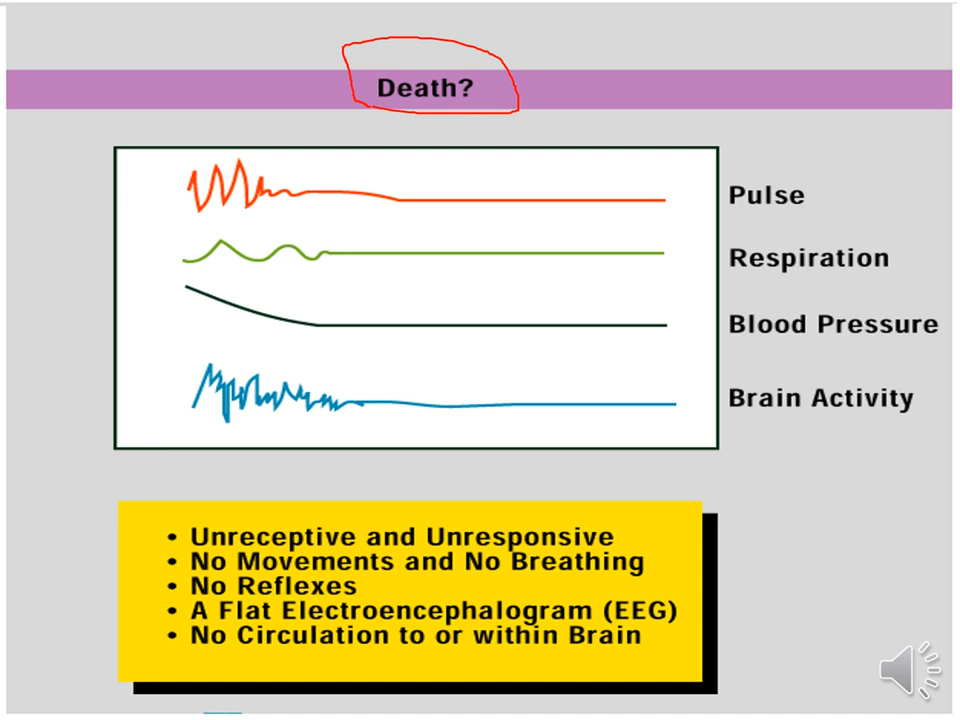 Death?
Pulse
Respiration
Blood Pressure
Brain Activity
• Unreceptive and Unresponsive
• No Movements and No Breathing
• No Reflexes
• A Flat Electroencephalogram (EEG)
• No Circulation to or within Brain